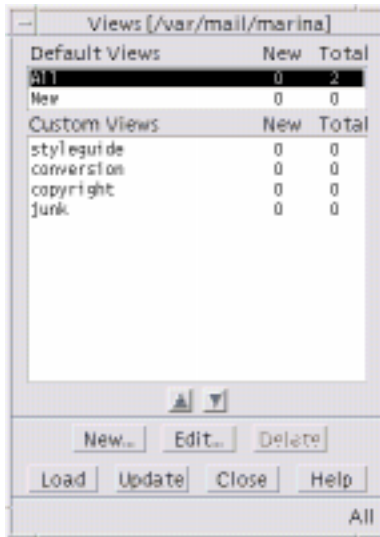 Views [/var/mail/marina]
Default Views New Total
All 0 2
New 0 0
Custom Views New Total
styleguide 0 0
conversion 0 0
copyright 0 0
junk 0 0
New... Edit... Delete
Load Update Close Help
All